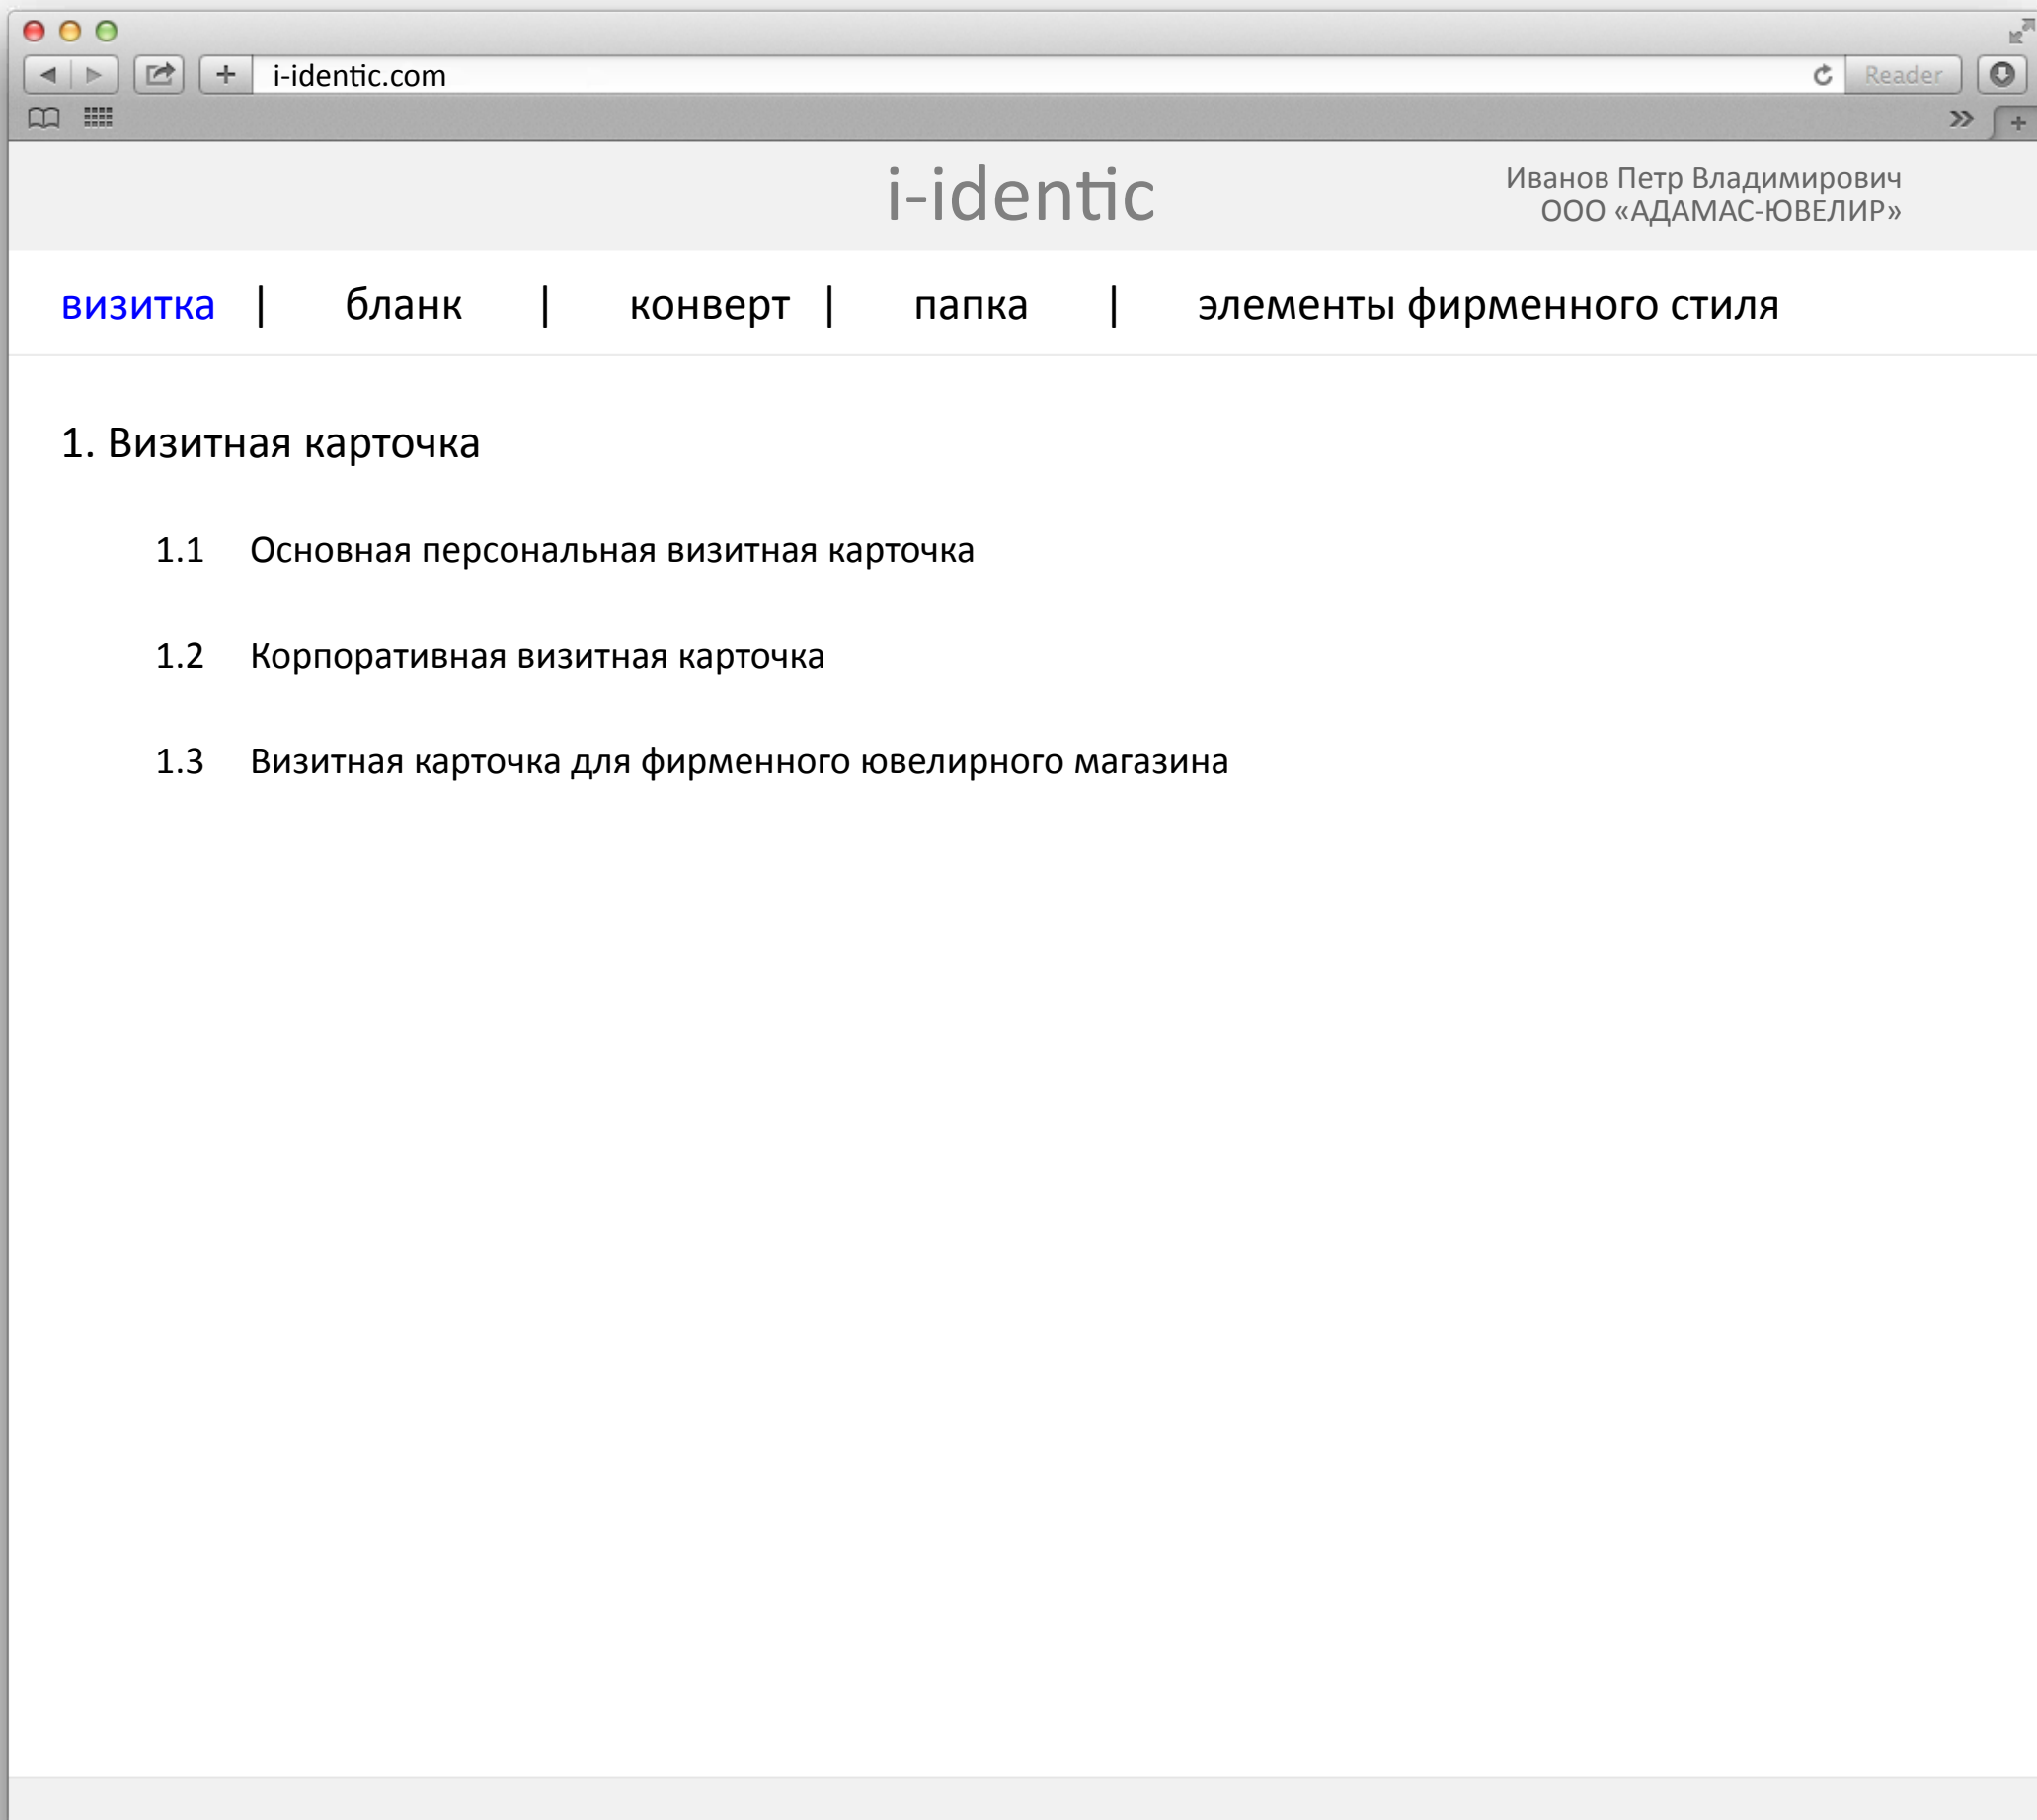 i-identic.com
Reader
i-identic
Иванов Петр Владимирович
ООО «АДАМАС-ЮВЕЛИР»
визитка | бланк | конверт | папка | элементы фирменного стиля
1. Визитная карточка
1.1 Основная персональная визитная карточка
1.2 Корпоративная визитная карточка
1.3 Визитная карточка для фирменного ювелирного магазина